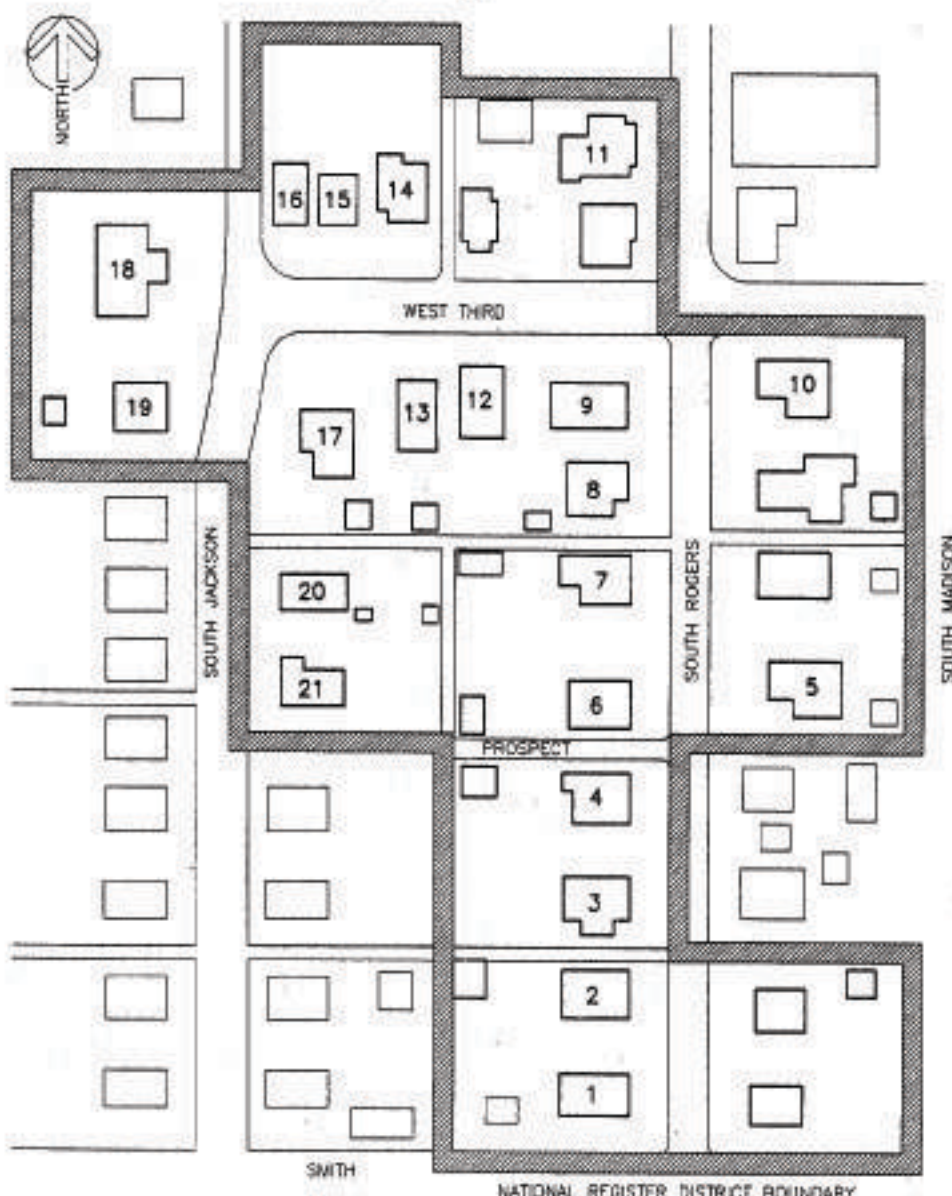 NORTH
11
16
15
14
18
WEST THIRD
10
19
13
12
9
17
8
SOUTH JACKSON
SOUTH ROGERS
SOUTH MADISON
20
7
21
6
5
PROSPECT
4
3
2
1
SMITH
NATIONAL REGISTER DISTRICT BOUNDARY